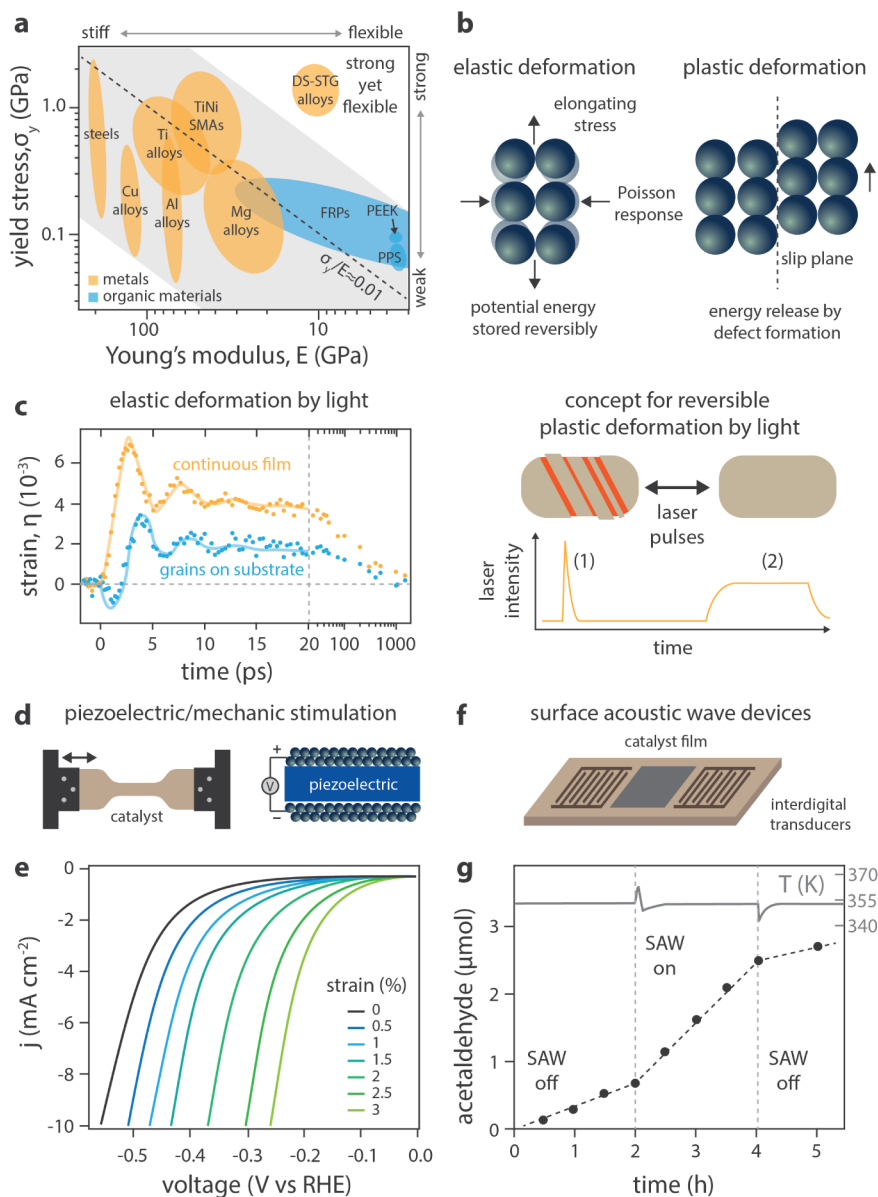 a
stiff
flexible
yield stress,σy (GPa)
1.0
0.1
steels
Cu
alloys
Ti
alloys
Al
alloys
TiNi
SMAs
Mg
alloys
DS-STG
alloys
strong
yet
flexible
FRPs
PEEK
PPS
σy/E≈0.01
metals
organic materials
strong
weak
100
10
Young's modulus, E (GPa)
b
elastic deformation
plastic deformation
elongating
stress
Poisson
response
slip plane
potential energy
stored reversibly
energy release by
defect formation
c
elastic deformation by light
strain, η (10-3)
6
4
2
0
continuous film
grains on substrate
0
5
10
15
20
100
1000
time (ps)
concept for reversible
plastic deformation by light
laser
pulses
laser
intensity
(1)
(2)
time
d
piezoelectric/mechanic stimulation
catalyst
+
V
−
piezoelectric
f
surface acoustic wave devices
catalyst film
interdigital
transducers
e
j (mA cm-2)
0
-2
-4
-6
-8
-10
strain (%)
0
0.5
1
1.5
2
2.5
3
-0.5
-0.4
-0.3
-0.2
-0.1
0.0
voltage (V vs RHE)
g
acetaldehyde (μmol)
3
2
1
0
T (K)
370
355
340
SAW
off
SAW
on
SAW
off
0
1
2
3
4
5
time (h)